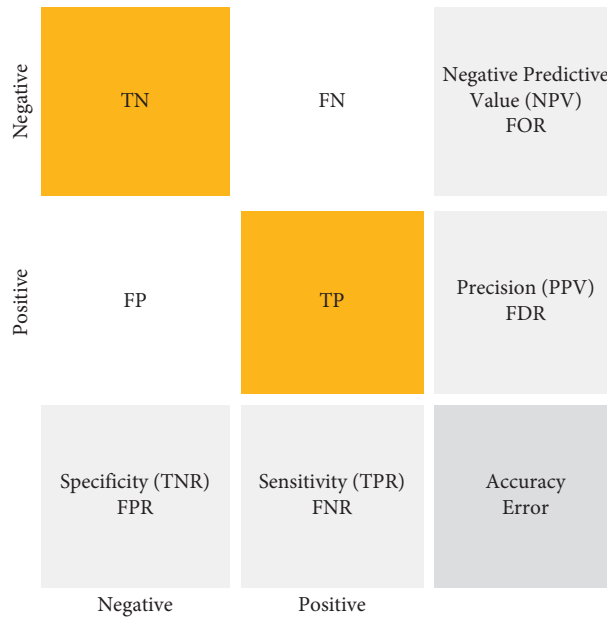 Negative
TN
FN
Negative Predictive
Value (NPV)
FOR
Positive
FP
TP
Precision (PPV)
FDR
Specificity (TNR)
FPR
Sensitivity (TPR)
FNR
Accuracy
Error
Negative
Positive